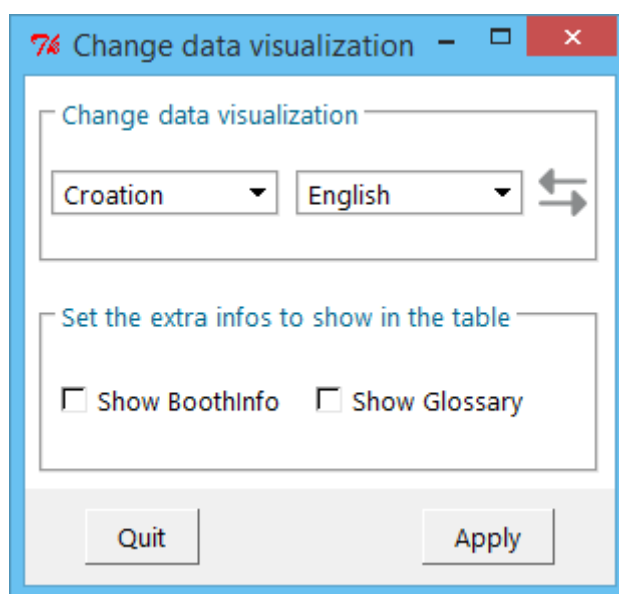 Change data visualization
Change data visualization
Croation English
Set the extra infos to show in the table
Show BoothInfo Show Glossary
Quit Apply